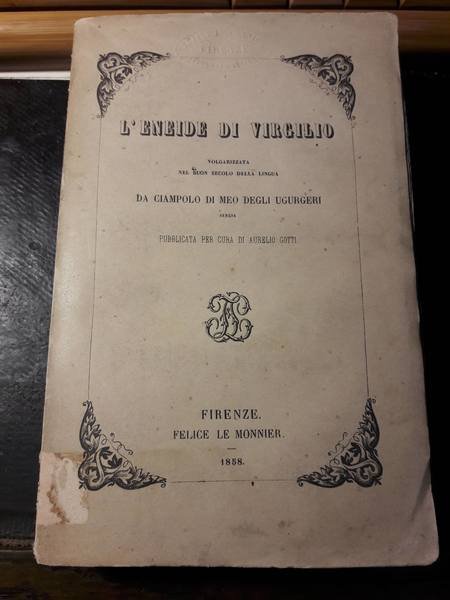 L'ENEIDE DI VIRGILIO
VOLGARIZZATA
NEL BUON SECOLO DELLA LINGUA
DA CIAMPOLO DI MEO DEGLI UGURGERI
SENESE
PUBBLICATA PER CURA DI AURELIO GOTTI
FIRENZE.
FELICE LE MONNIER.
1858.